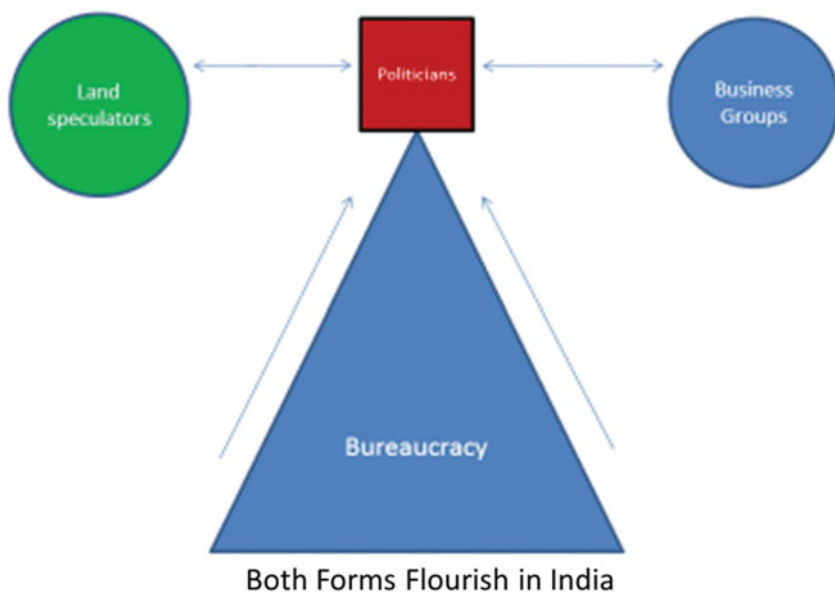 Land
speculators
Politicians
Business
Groups
Bureaucracy
Both Forms Flourish in India